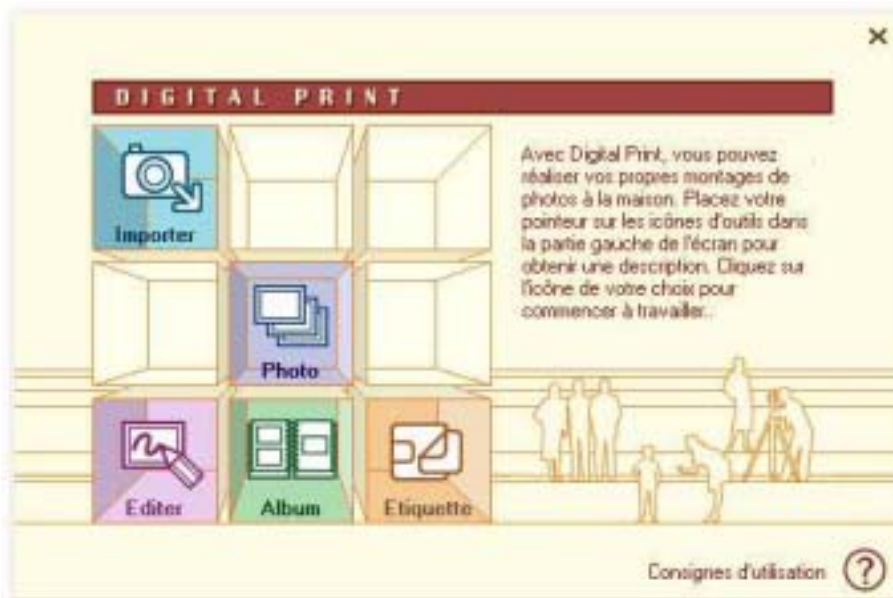 DIGITAL PRINT
Importer
Avec Digital Print, vous pouvez
réaliser vos propres montages de
photos à la maison. Placez votre
pointeur sur les icônes d'outils dans
la partie gauche de l'écran pour
obtenir une description. Cliquez sur
l'icône de votre choix pour
commencer à travailler..
Photo
Editer
Album
Etiquette
Consignes d'utilisation ?